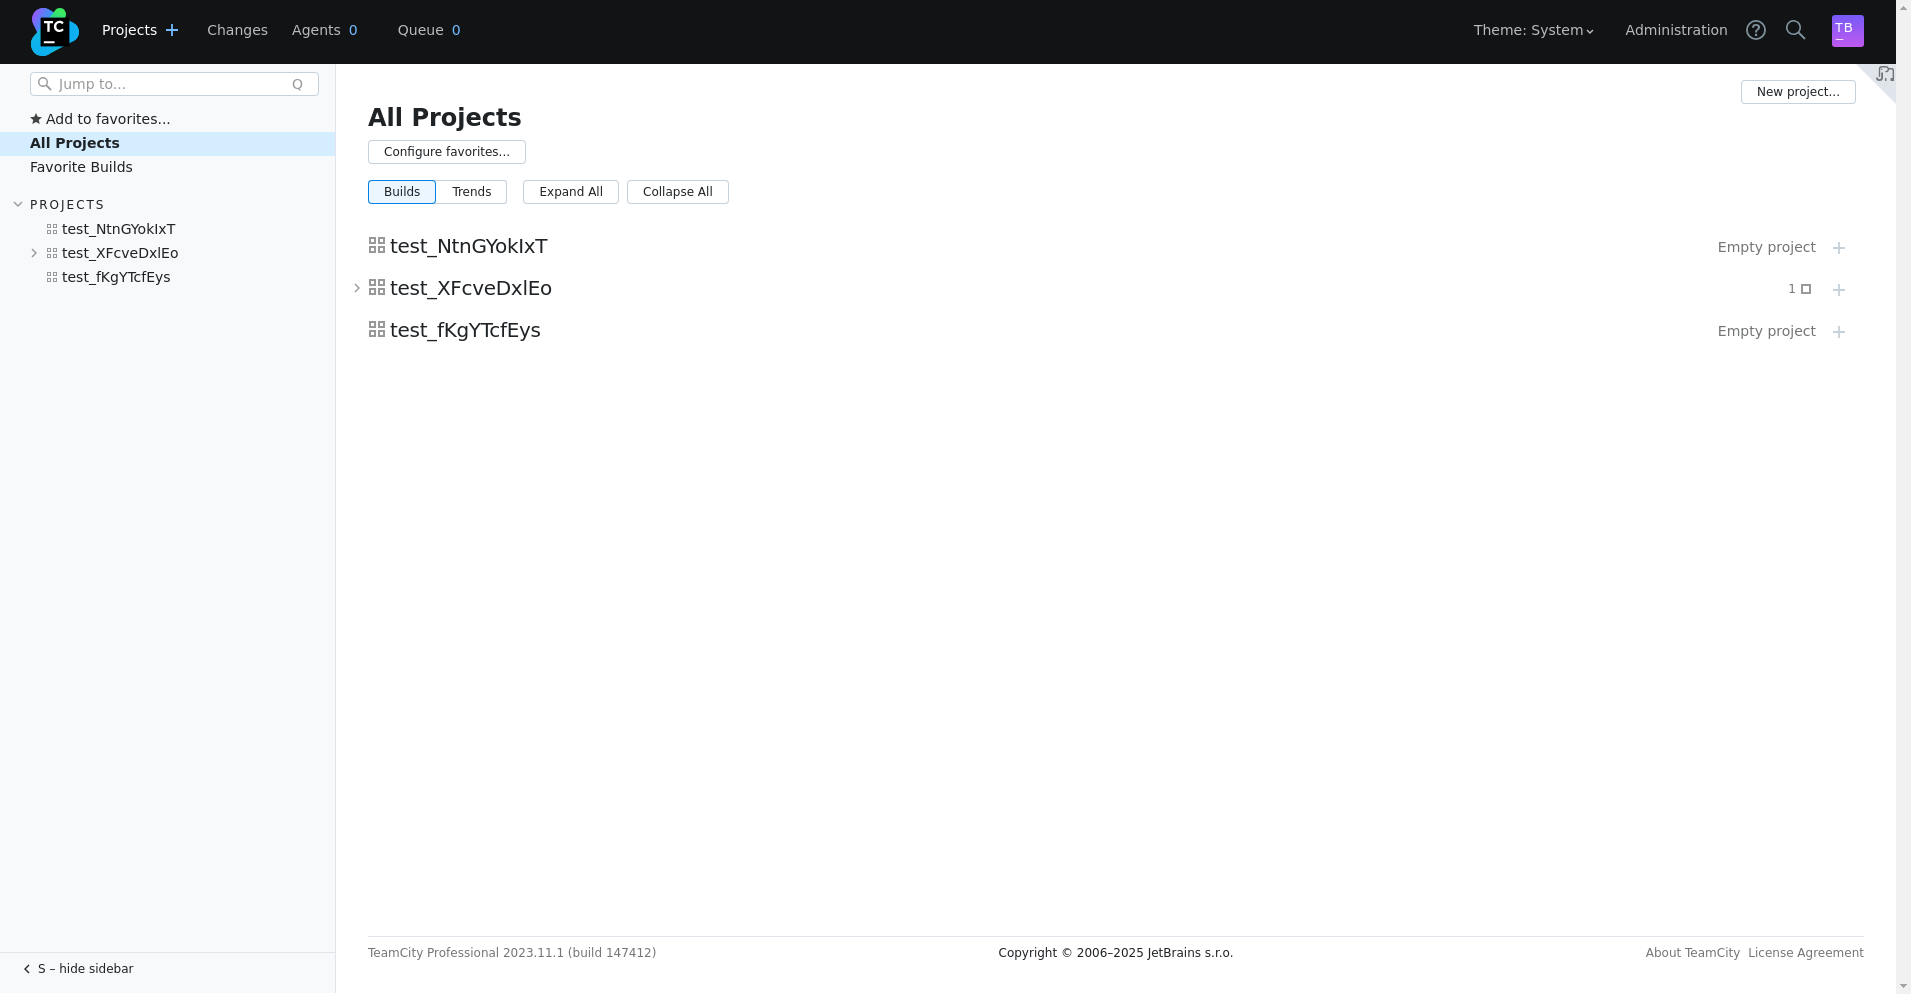 TC
Projects
Changes
Agents 0
Queue 0
Theme: System
Administration
TB
Jump to...
Q
Add to favorites...
All Projects
Favorite Builds
PROJECTS
test_NtnGYokIxT
test_XFcveDxlEo
test_fKgYTcfEys
New project...
All Projects
Configure favorites...
Builds
Trends
Expand All
Collapse All
test_NtnGYokIxT
Empty project
test_XFcveDxlEo
1
test_fKgYTcfEys
Empty project
TeamCity Professional 2023.11.1 (build 147412)
Copyright © 2006–2025 JetBrains s.r.o.
About TeamCity
License Agreement
S – hide sidebar